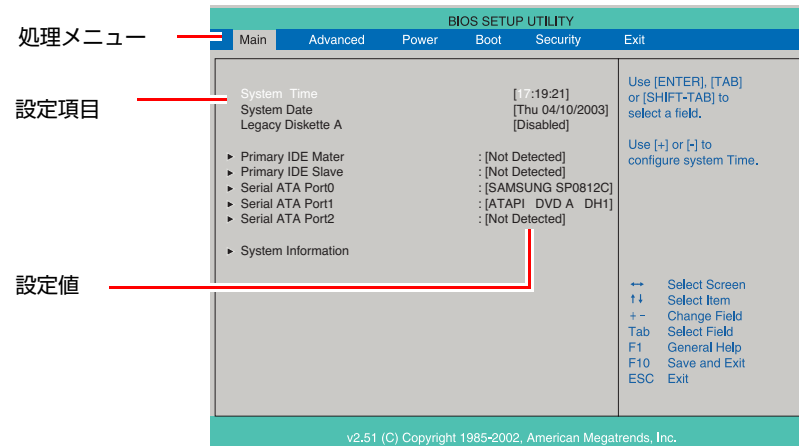 BIOS SETUP UTILITY
処理メニュー
Main Advanced Power Boot Security Exit
設定項目
System Time [17:19:21]
System Date [Thu 04/10/2003]
Legacy Diskette A [Disabled]
► Primary IDE Mater : [Not Detected]
► Primary IDE Slave : [Not Detected]
► Serial ATA Port0 : [SAMSUNG SP0812C]
► Serial ATA Port1 : [ATAPI DVD A DH1]
► Serial ATA Port2 : [Not Detected]
► System Information
設定値
Use [ENTER], [TAB]
or [SHIFT-TAB] to
select a field.
Use [+] or [-] to
configure system Time.
↔ Select Screen
↑↓ Select Item
+ - Change Field
Tab Select Field
F1 General Help
F10 Save and Exit
ESC Exit
v2.51 (C) Copyright 1985-2002, American Megatrends, Inc.